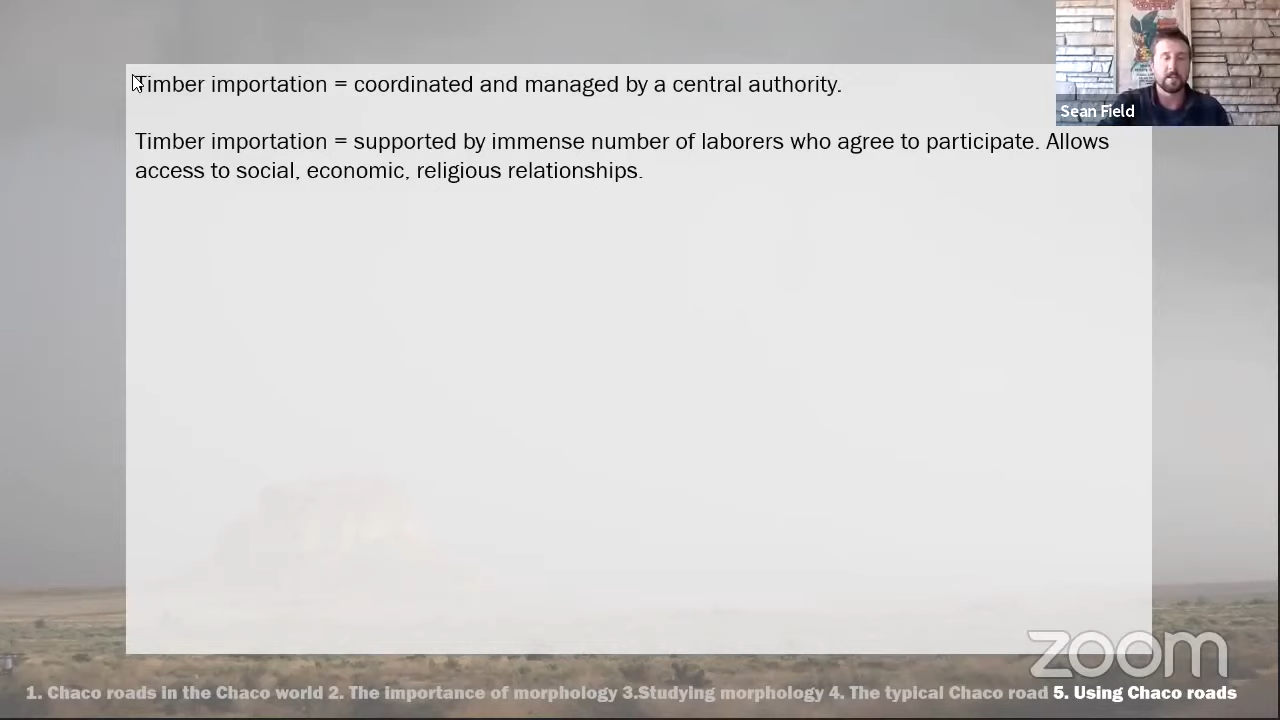 Timber importation = coordinated and managed by a central authority.
Sean Field
Timber importation = supported by immense number of laborers who agree to participate. Allows
access to social, economic, religious relationships.
zoom
1. Chaco roads in the Chaco world 2. The importance of morphology 3.Studying morphology 4. The typical Chaco road 5. Using Chaco roads